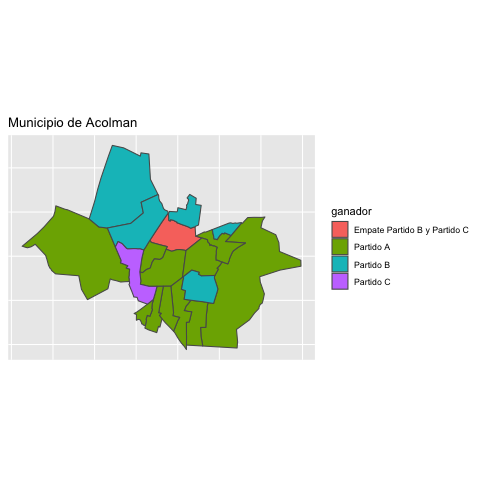 Municipio de Acolman
ganador
Empate Partido B y Partido C
Partido A
Partido B
Partido C